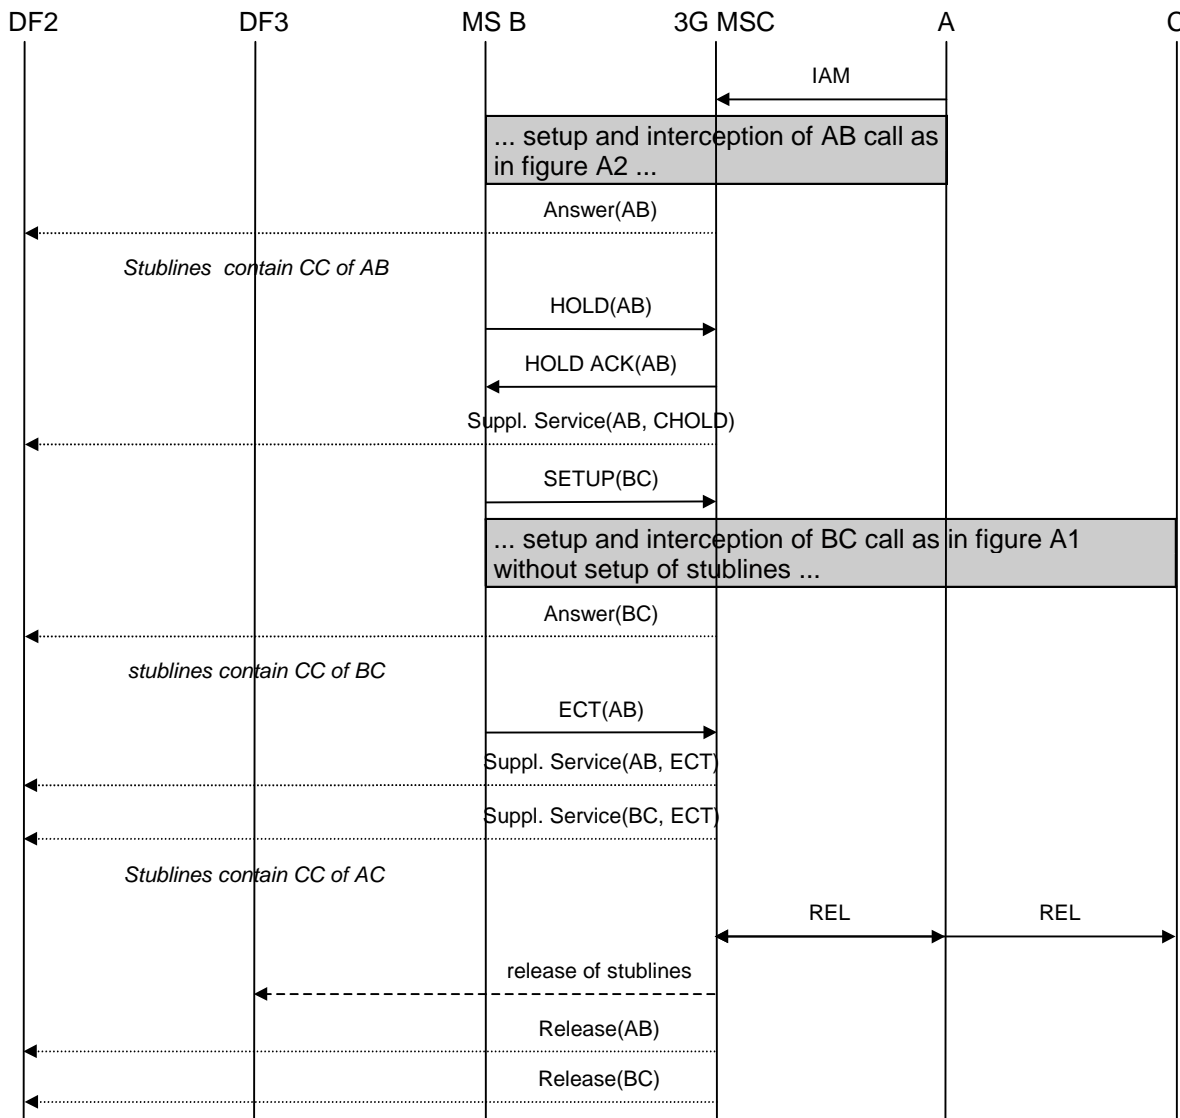 DF2 DF3 MS B 3G MSC A C
IAM
... setup and interception of AB call as
in figure A2 ...
Answer(AB)
Stublines contain CC of AB
HOLD(AB)
HOLD ACK(AB)
Suppl. Service(AB, CHOLD)
SETUP(BC)
... setup and interception of BC call as in figure A1
without setup of stublines ...
Answer(BC)
stublines contain CC of BC
ECT(AB)
Suppl. Service(AB, ECT)
Suppl. Service(BC, ECT)
Stublines contain CC of AC
REL REL
release of stublines
Release(AB)
Release(BC)